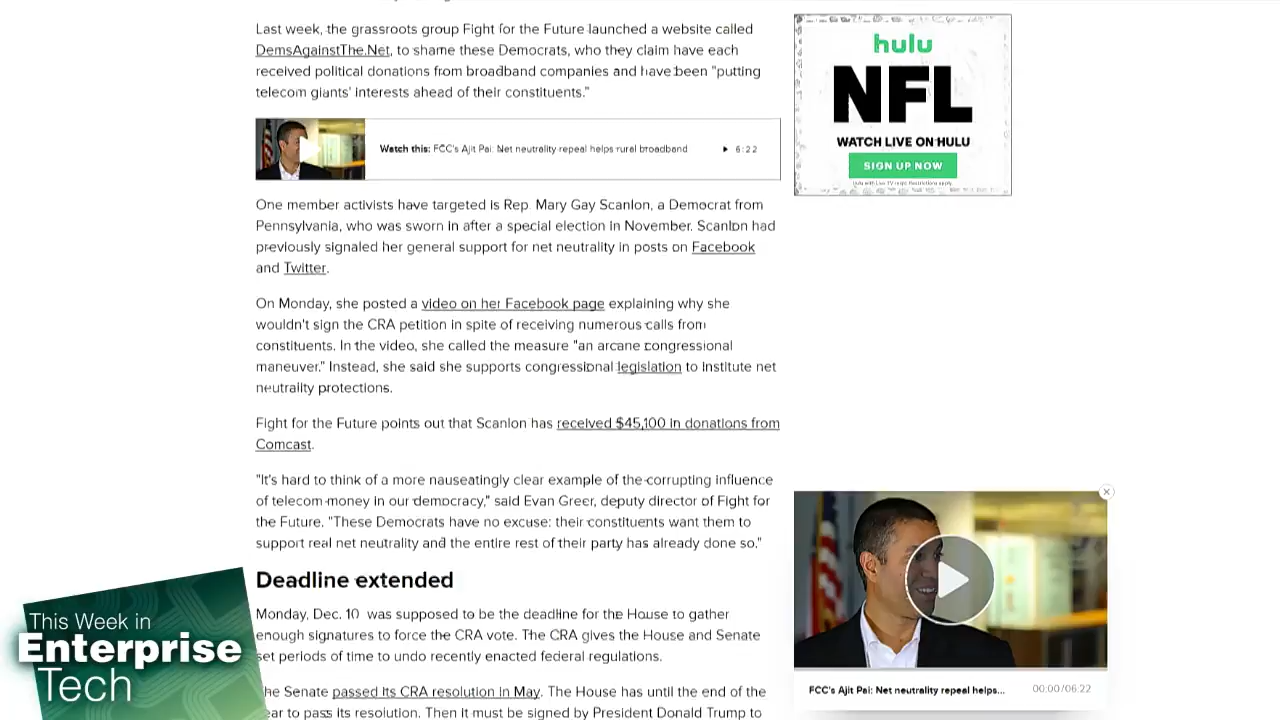 Last week, the grassroots group Fight for the Future launched a website called
DemsAgainstThe.Net, to shame these Democrats, who they claim have each
received political donations from broadband companies and have been "putting
telecom giants' interests ahead of their constituents."
Watch this: FCC's Ajit Pai: Net neutrality repeal helps rural broadband
6:22
One member activists have targeted is Rep. Mary Gay Scanlon, a Democrat from
Pennsylvania, who was sworn in after a special election in November. Scanlon had
previously signaled her general support for net neutrality in posts on Facebook
and Twitter.
On Monday, she posted a video on her Facebook page explaining why she
wouldn't sign the CRA petition in spite of receiving numerous calls from
constituents. In the video, she called the measure "an arcane congressional
maneuver." Instead, she said she supports congressional legislation to institute net
neutrality protections.
Fight for the Future points out that Scanlon has received $45,100 in donations from
Comcast.
"It's hard to think of a more nauseatingly clear example of the corrupting influence
of telecom money in our democracy," said Evan Greer, deputy director of Fight for
the Future. "These Democrats have no excuse: their constituents want them to
support real net neutrality and the entire rest of their party has already done so."
Deadline extended
Monday, Dec. 10 was supposed to be the deadline for the House to gather
enough signatures to force the CRA vote. The CRA gives the House and Senate
set periods of time to undo recently enacted federal regulations.
he Senate passed its CRA resolution in May. The House has until the end of the
ear to pass its resolution. Then it must be signed by President Donald Trump to
hulu
NFL
WATCH LIVE ON HULU
SIGN UP NOW
FCC's Ajit Pai: Net neutrality repeal helps...
00:00/06:22
This Week in
Enterprise
Tech